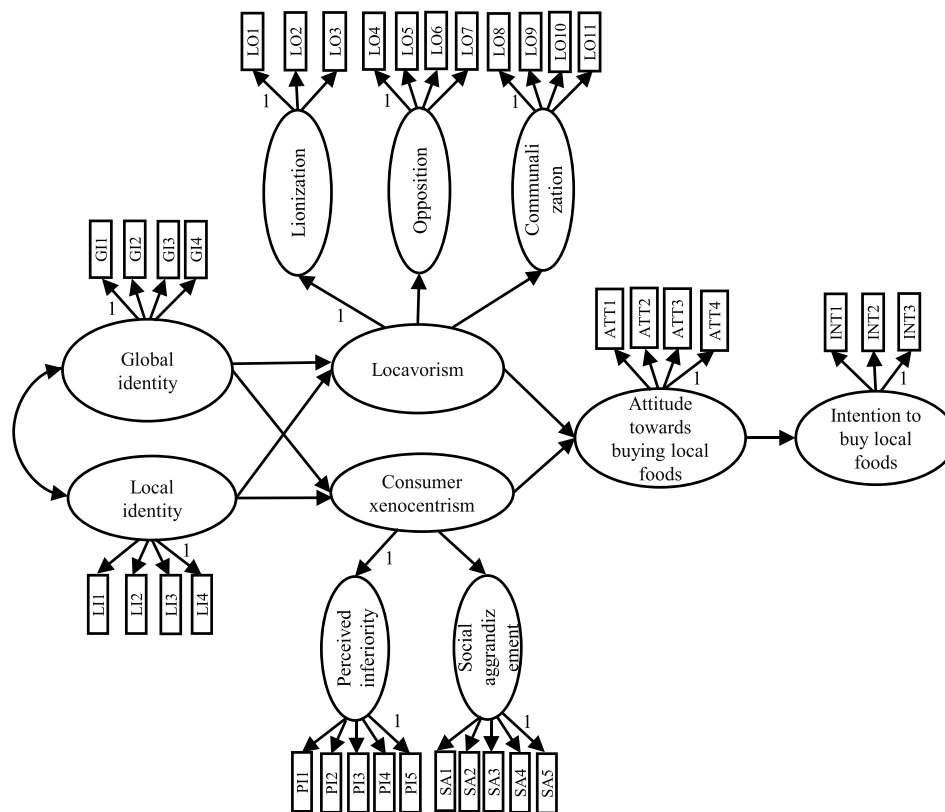 LO1
LO2
LO3
LO4
LO5
LO6
LO7
LO8
LO9
LO10
LO11
1
1
1
Lionization
Opposition
Communali
zation
GI1
GI2
GI3
GI4
1
1
ATT1
ATT2
ATT3
ATT4
1
INT1
INT2
INT3
1
Global
identity
Locavorism
Attitude
towards
buying local
foods
Intention to
buy local
foods
Local
identity
Consumer
xenocentrism
1
1
LI1
LI2
LI3
LI4
Perceived
inferiority
Social
aggrandiz
ement
1
1
PI1
PI2
PI3
PI4
PI5
SA1
SA2
SA3
SA4
SA5